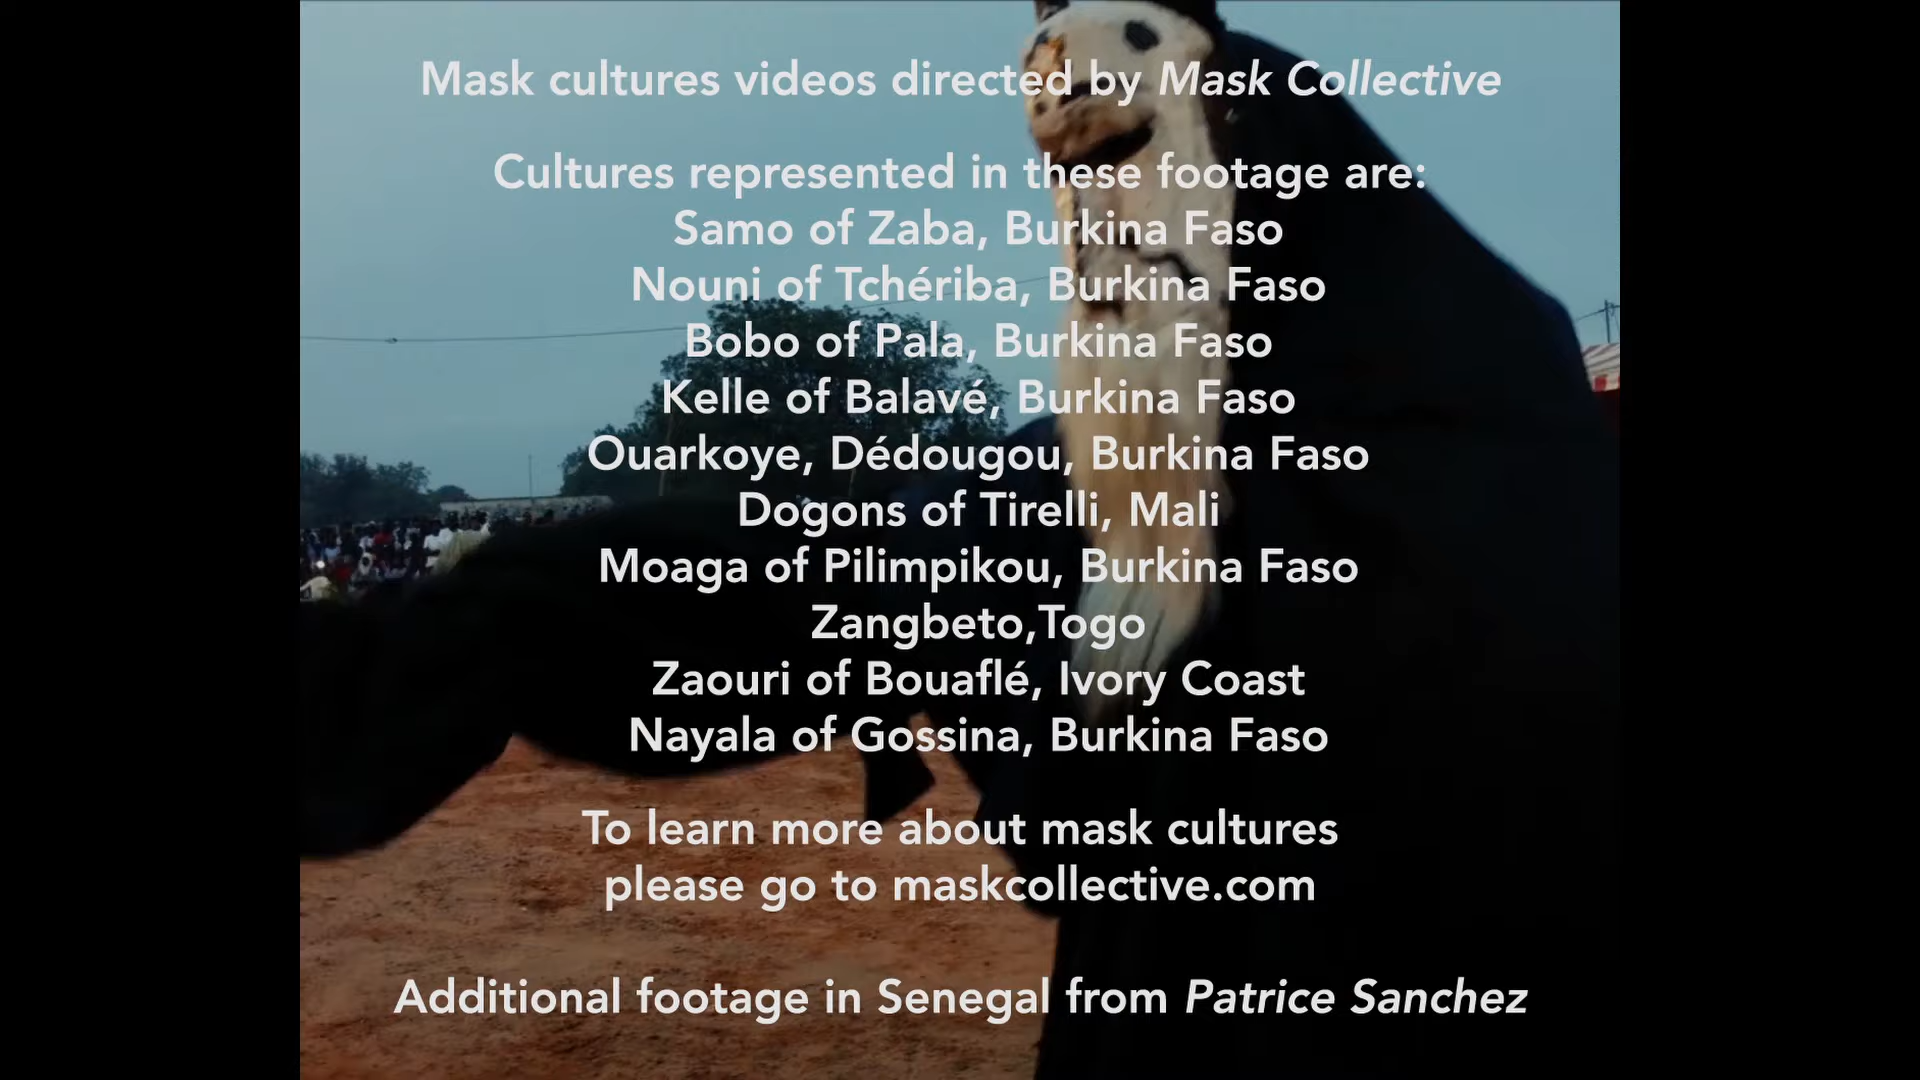 Mask cultures videos directed by Mask Collective
Cultures represented in these footage are:
Samo of Zaba, Burkina Faso
Nouni of Tchériba, Burkina Faso
Bobo of Pala, Burkina Faso
Kelle of Balavé, Burkina Faso
Ouarkoye, Dédougou, Burkina Faso
Dogons of Tirelli, Mali
Moaga of Pilimpikou, Burkina Faso
Zangbeto,Togo
Zaouri of Bouaflé, Ivory Coast
Nayala of Gossina, Burkina Faso
To learn more about mask cultures
please go to maskcollective.com
Additional footage in Senegal from Patrice Sanchez